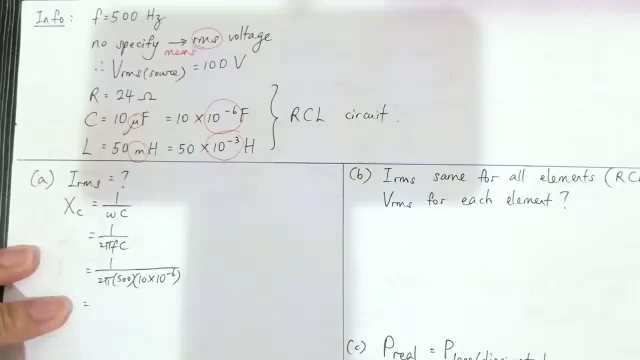 Info: f = 500 Hz
no specify → rms voltage
means
∴ Vrms(source) = 100 V
R = 24 Ω
C = 10 μF = 10 × 10⁻⁶ F
L = 50 mH = 50 × 10⁻³ H
RCL circuit.
(a) Irms = ?
Xc = 1/ωC
= 1/2πfC
= 1/2π(500)(10×10⁻⁶)
=
(b) Irms same for all elements (RC
Vrms for each element ?
(c) Preal =